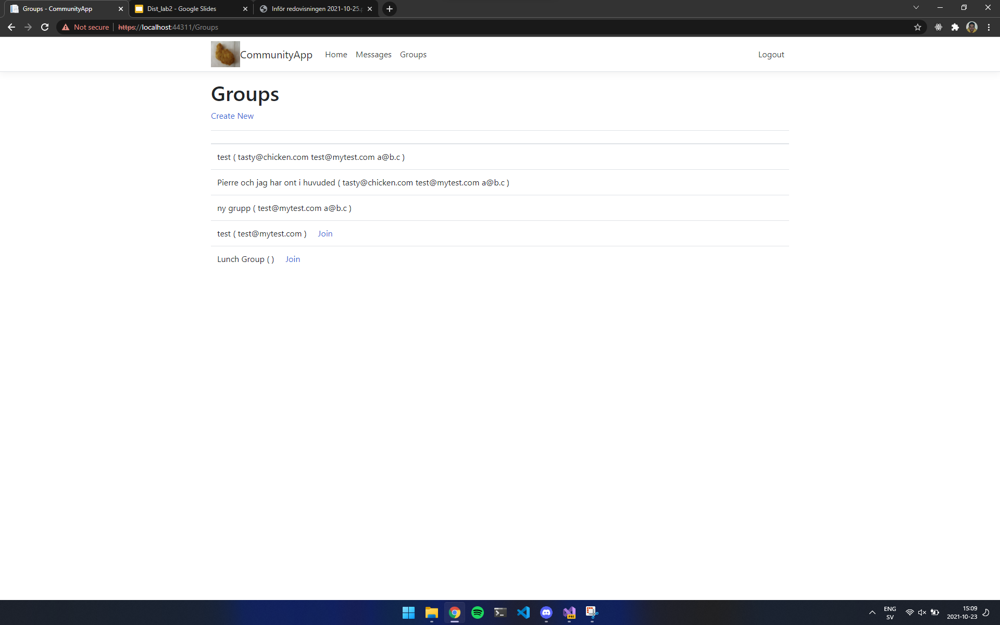 Groups - CommunityApp
Dist_lab2 - Google Slides
Inför redovisningen 2021-10-25.p
Not secure
https://localhost:44311/Groups
CommunityApp
Home
Messages
Groups
Logout
Groups
Create New
test ( tasty@chicken.com test@mytest.com a@b.c )
Pierre och jag har ont i huvuded ( tasty@chicken.com test@mytest.com a@b.c )
ny grupp ( test@mytest.com a@b.c )
test ( test@mytest.com ) Join
Lunch Group ( ) Join
PRE
ENG
SV
15:09
2021-10-23